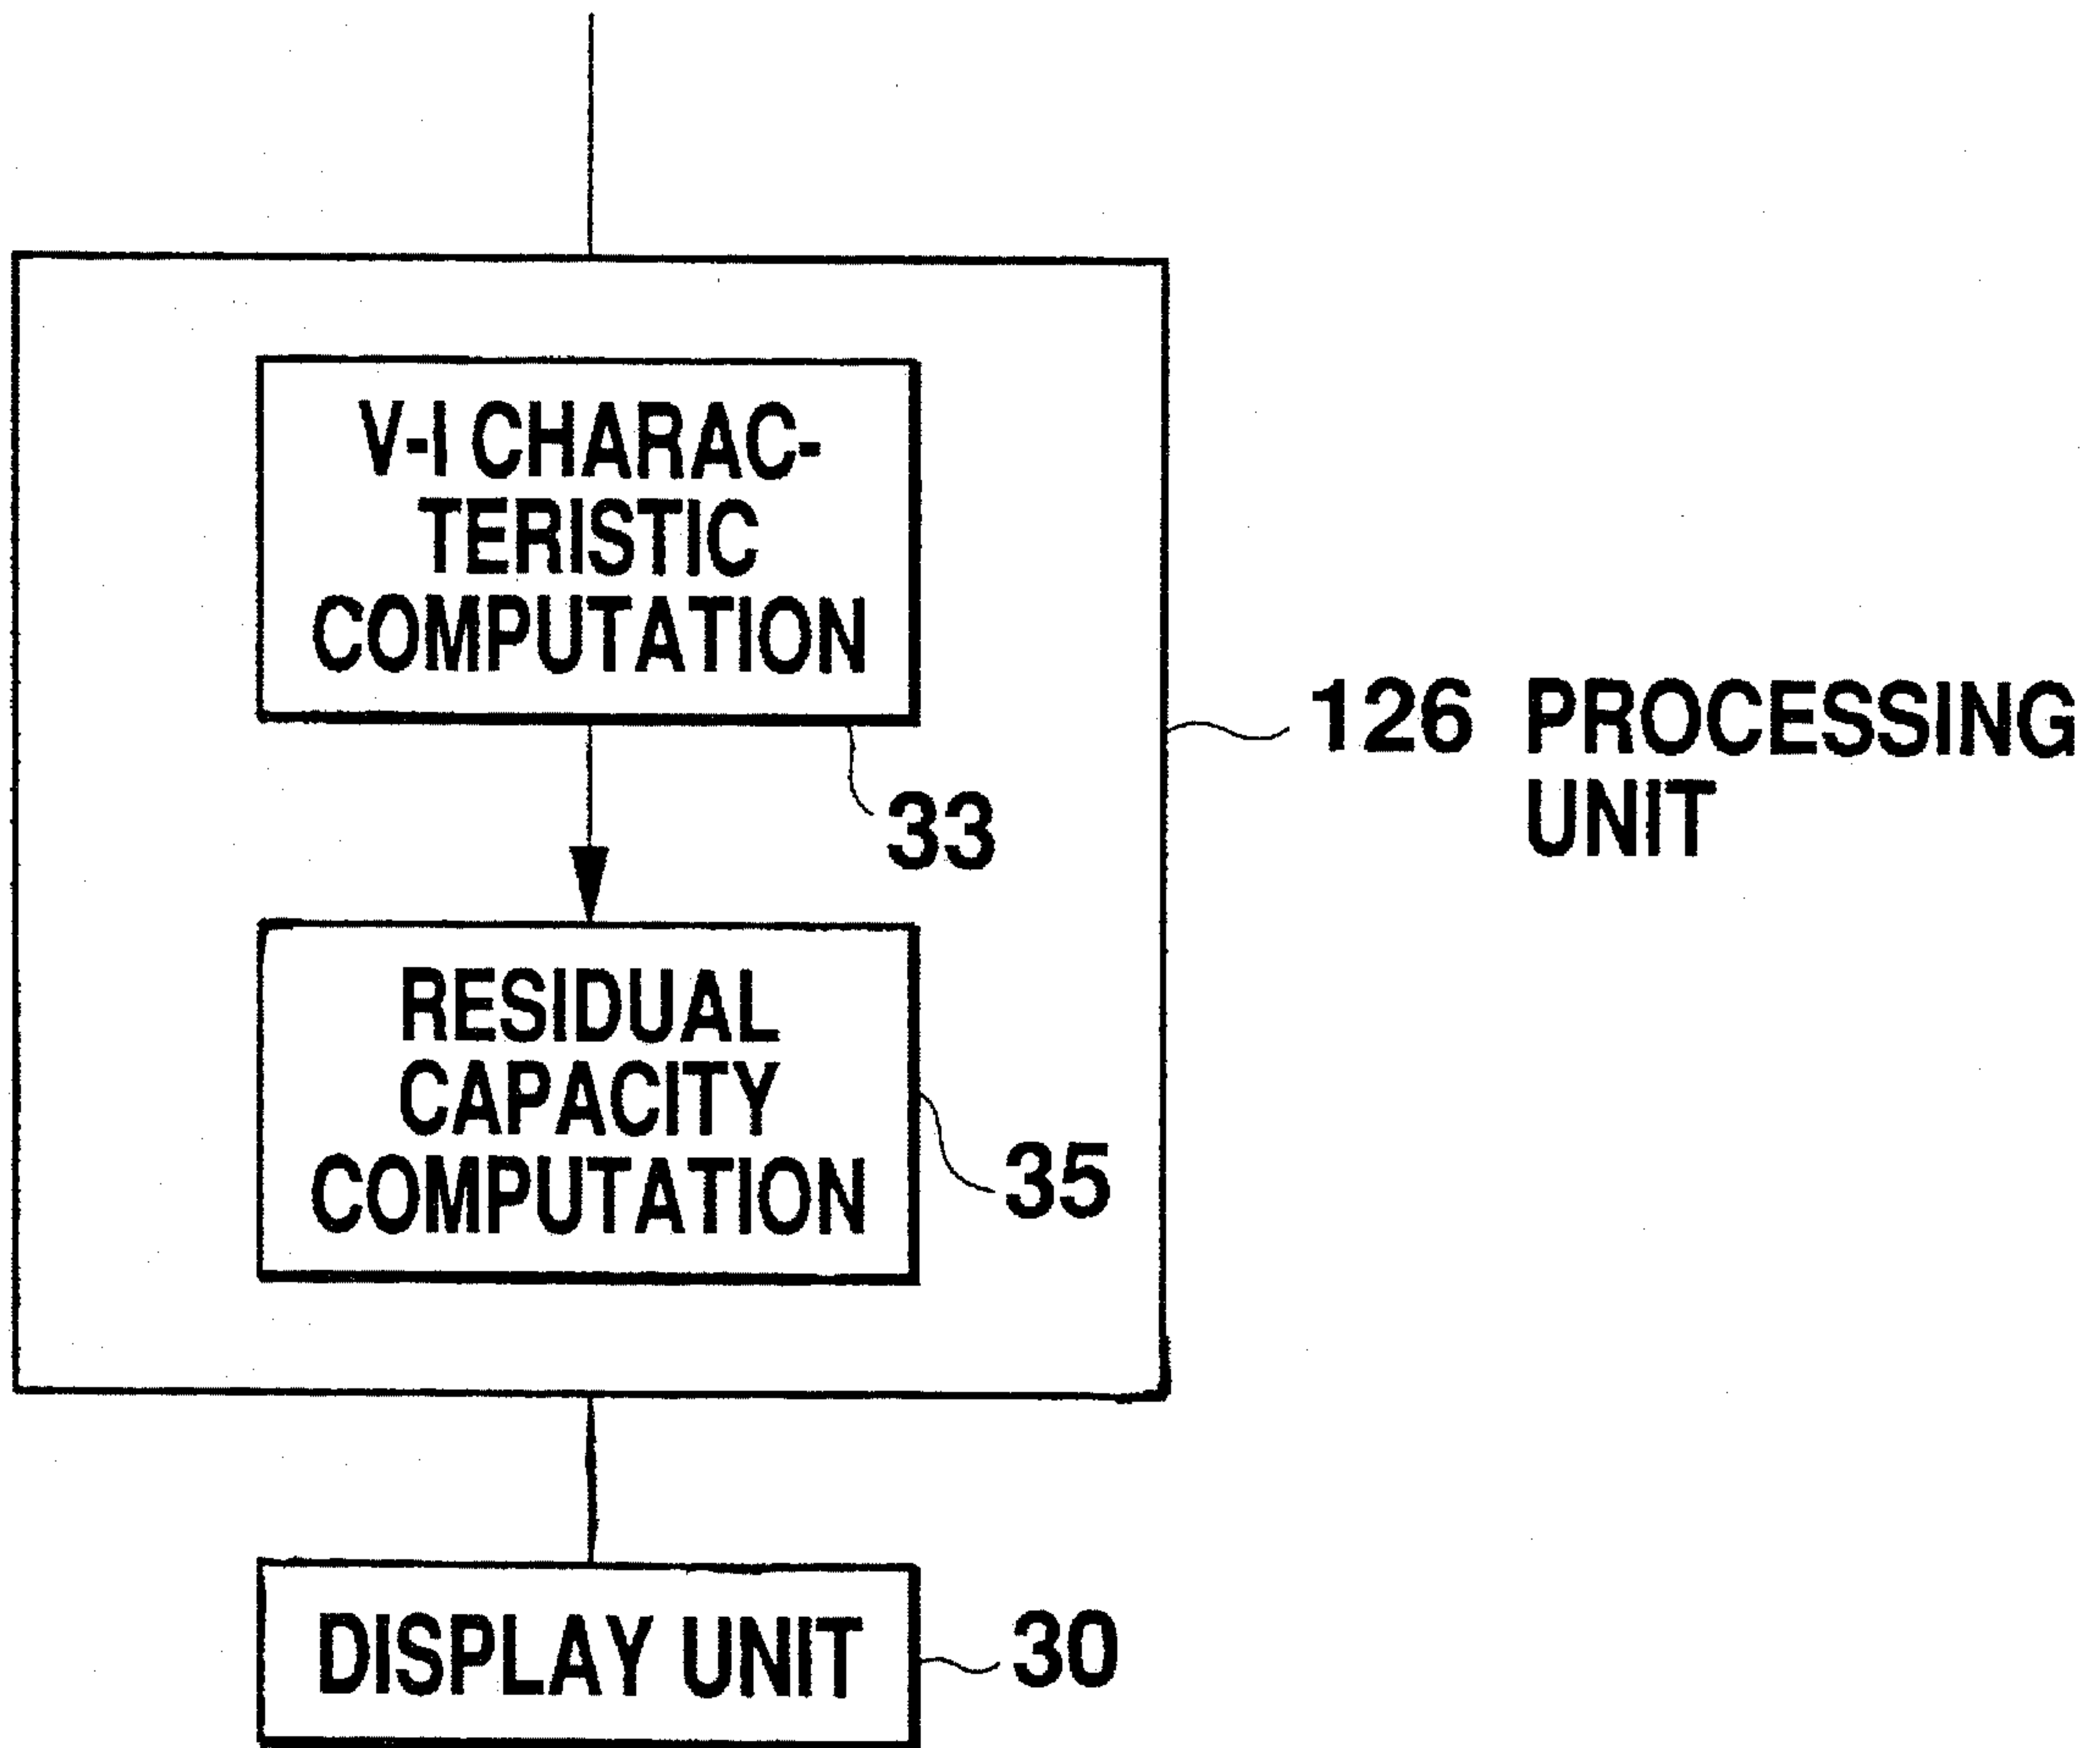 V-I CHARAC-
TERISTIC
COMPUTATION
33
126 PROCESSING
UNIT
RESIDUAL
CAPACITY
COMPUTATION
35
DISPLAY UNIT
30